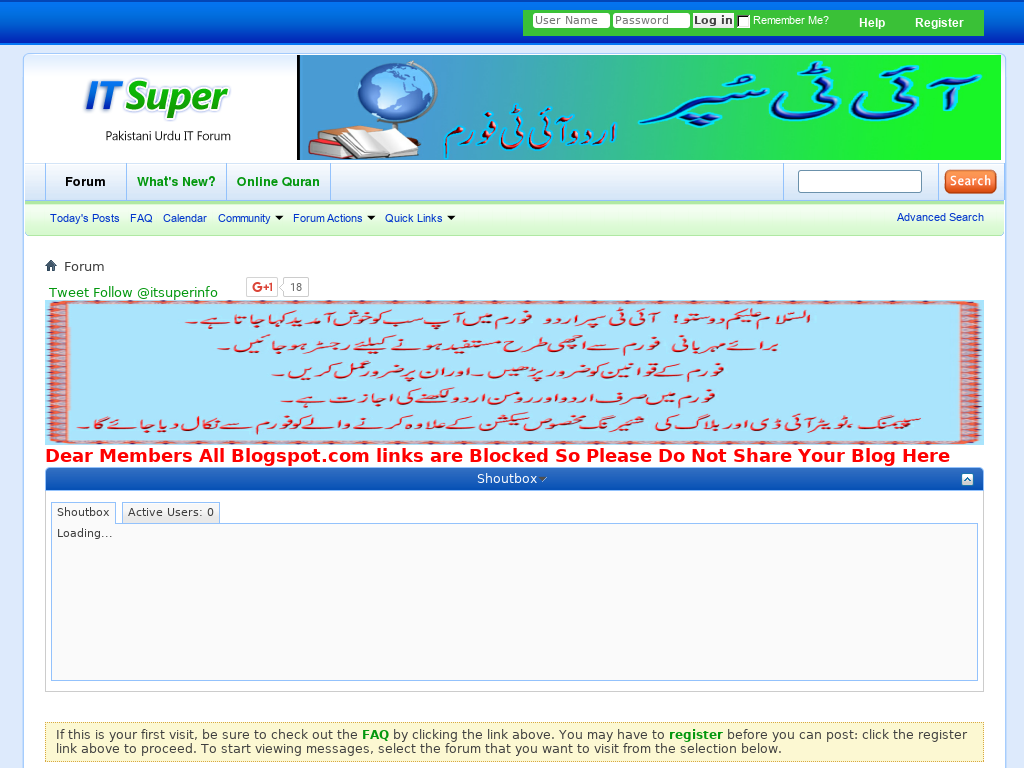 User Name Password Log in Remember Me? Help Register
IT Super
Pakistani Urdu IT Forum
آئی ٹی سُپر
اردو آئی ٹی فورم
Forum What's New? Online Quran Search
Today's Posts FAQ Calendar Community Forum Actions Quick Links Advanced Search
Forum
Tweet Follow @itsuperinfo G+1 18
السّلام علیکم دوستو! آئی ٹی سپر اردو فورم میں آپ سب کو خوش آمدید کہا جاتا ہے۔
برائے مہربانی فورم سے اچھی طرح مستفید ہونے کیلئے رجسٹر ہوجائیں۔
فورم کے قوانین کو ضرور پڑھیں۔ اور ان پر ضرور عمل کریں۔
فورم میں صرف اردو اور رومن اردو لکھنے کی اجازت ہے۔
سپیمنگ ،ٹویٹر آئی ڈی اور بلاگ کی شئیرنگ مخصوص سیکشن کے علاوہ کرنے والے کو فورم سے نکال دیا جائے گا۔
Dear Members All Blogspot.com links are Blocked So Please Do Not Share Your Blog Here
Shoutbox
Shoutbox Active Users: 0
Loading...
If this is your first visit, be sure to check out the FAQ by clicking the link above. You may have to register before you can post: click the register
link above to proceed. To start viewing messages, select the forum that you want to visit from the selection below.